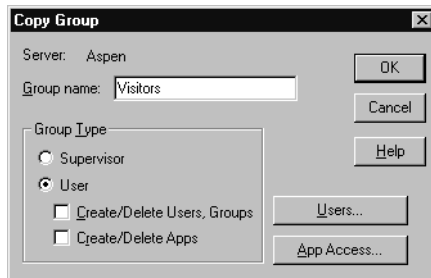 Copy Group
Server: Aspen
OK
Group name: Visitors
Cancel
Group Type
Help
Supervisor
User
Create/Delete Users, Groups
Users...
Create/Delete Apps
App Access...